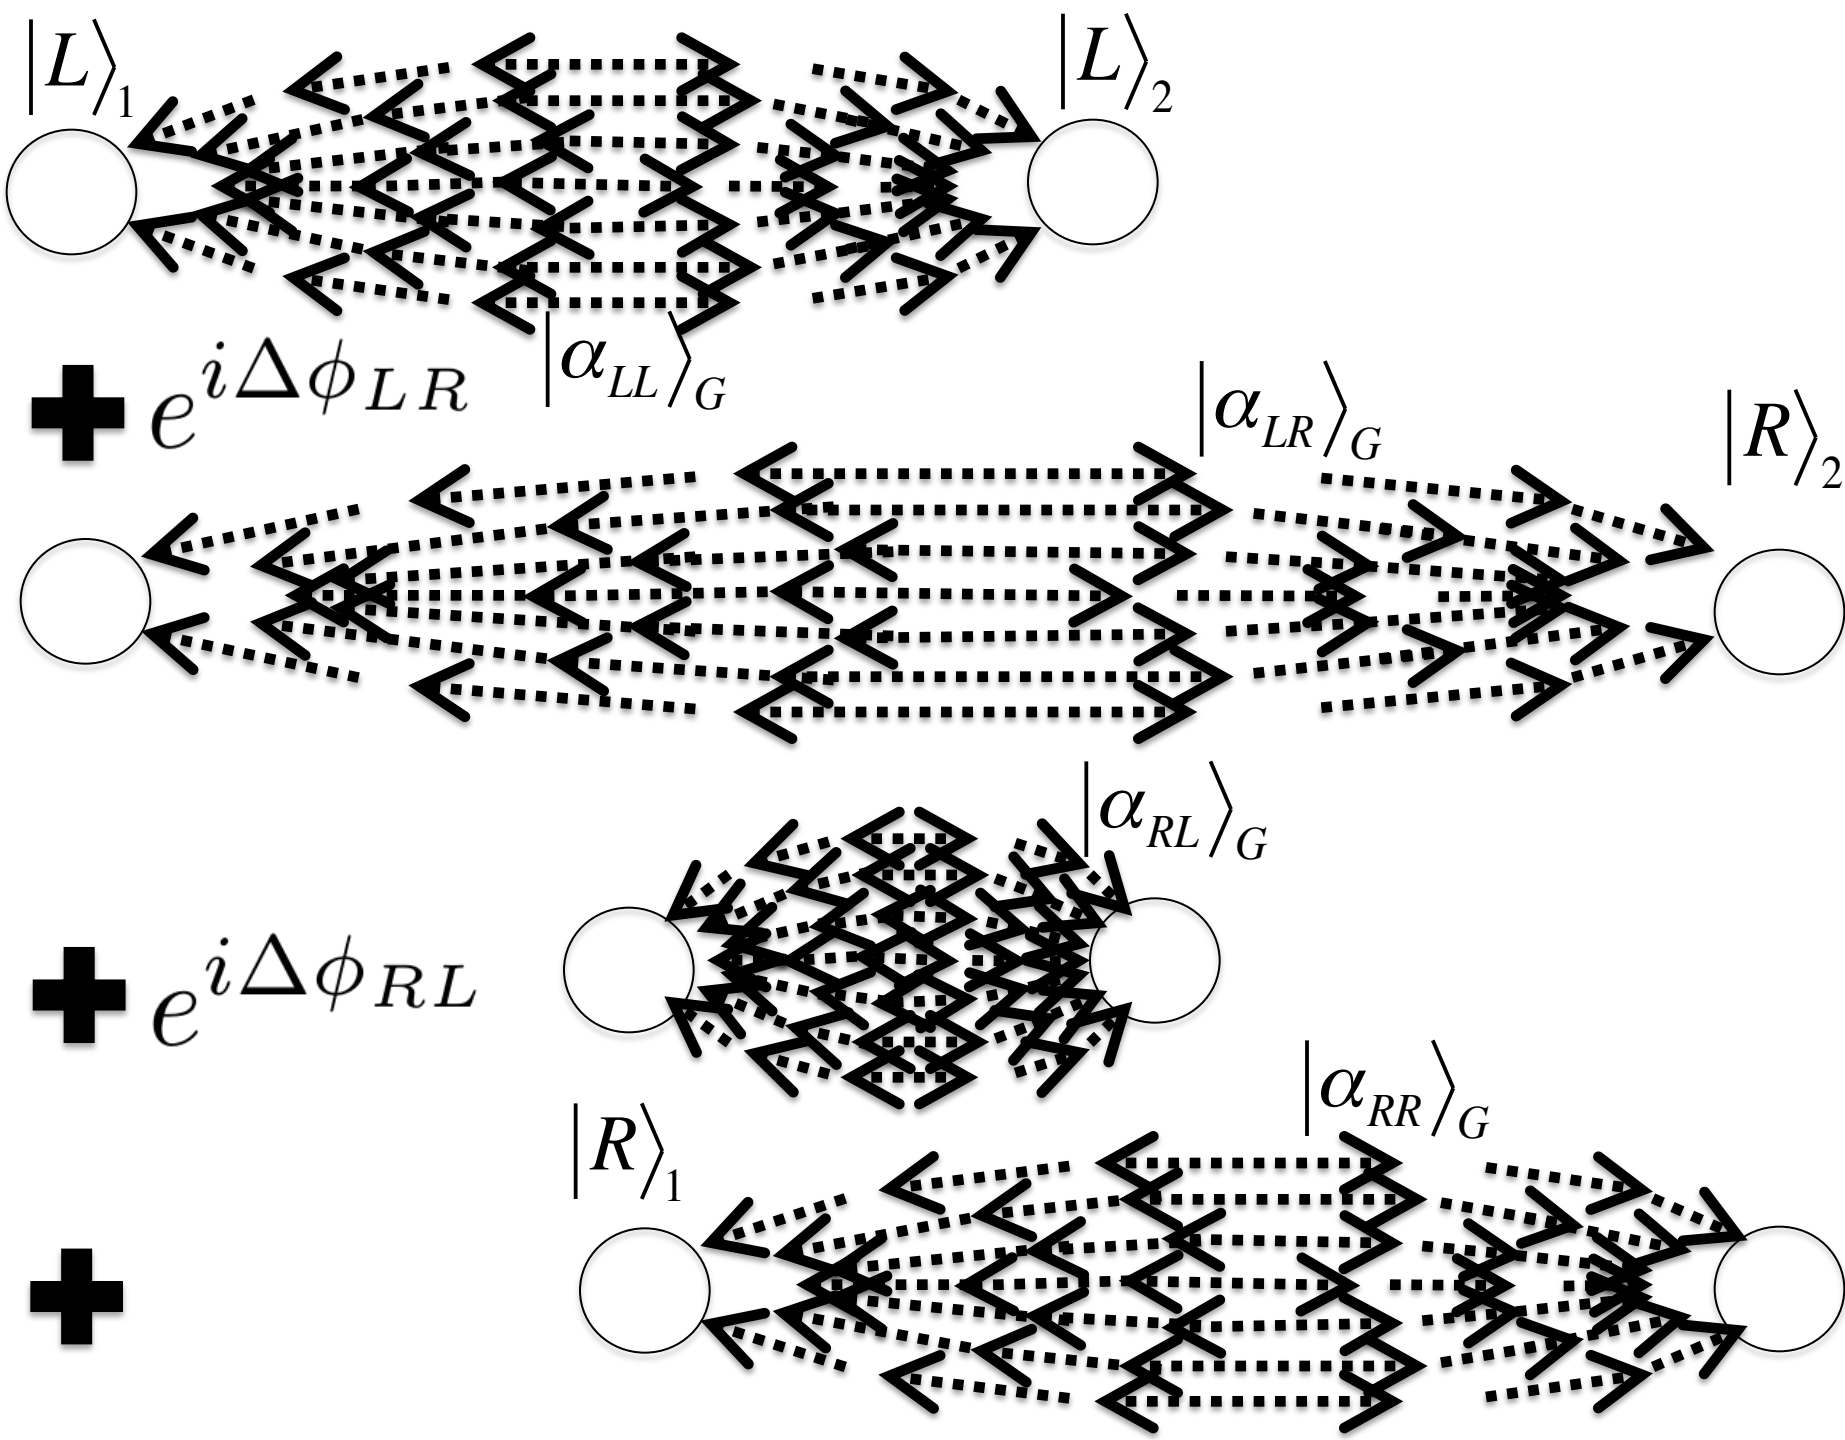 |L⟩₁ |L⟩₂
+ e^{iΔϕ_{LR}} |α_{LL}⟩_G
|α_{LR}⟩_G |R⟩₂
|α_{RL}⟩_G
+ e^{iΔϕ_{RL}}
|α_{RR}⟩_G
|R⟩₁
+